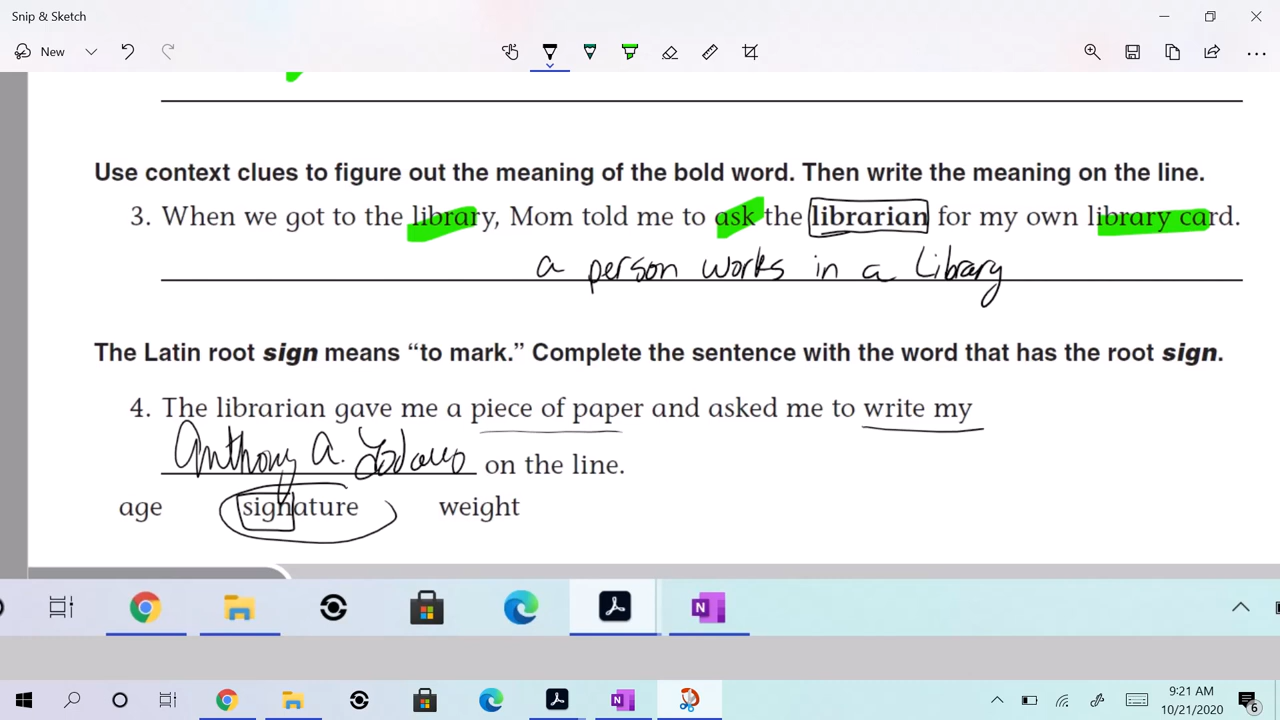 Snip & Sketch
New
Use context clues to figure out the meaning of the bold word. Then write the meaning on the line.
3. When we got to the library, Mom told me to ask the librarian for my own library card.
a person works in a Library
The Latin root sign means “to mark.” Complete the sentence with the word that has the root sign.
4. The librarian gave me a piece of paper and asked me to write my
Anthony A. on the line.
age signature weight
N
9:21 AM
N
10/21/2020
6